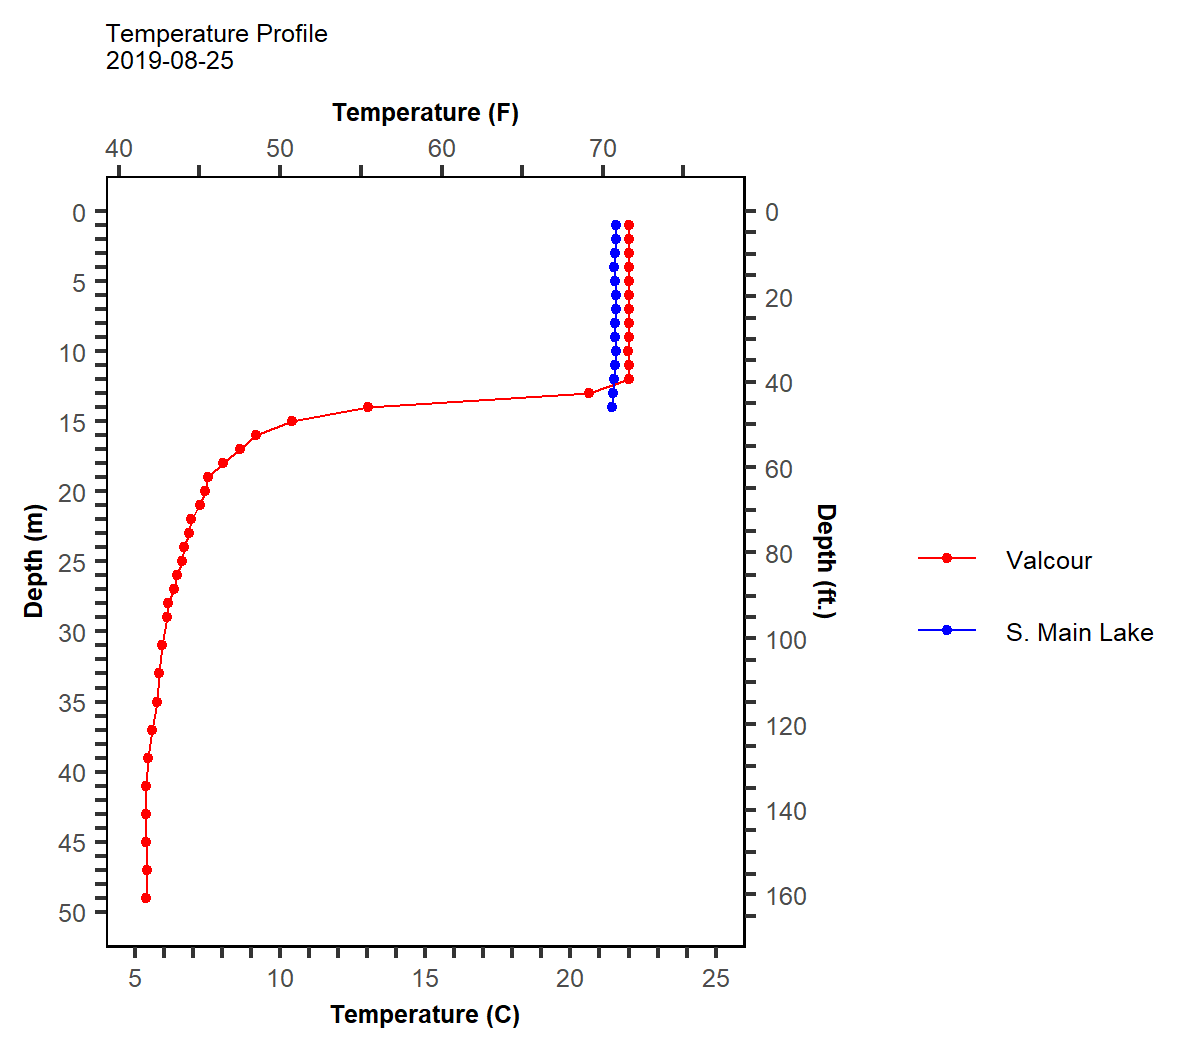 Temperature Profile
2019-08-25
Temperature (F)
40 50 60 70
0
5
10
15
20
25
30
35
40
45
50
Depth (m)
0
20
40
60
80
100
120
140
160
Depth (ft.)
5 10 15 20 25
Temperature (C)
Valcour
S. Main Lake